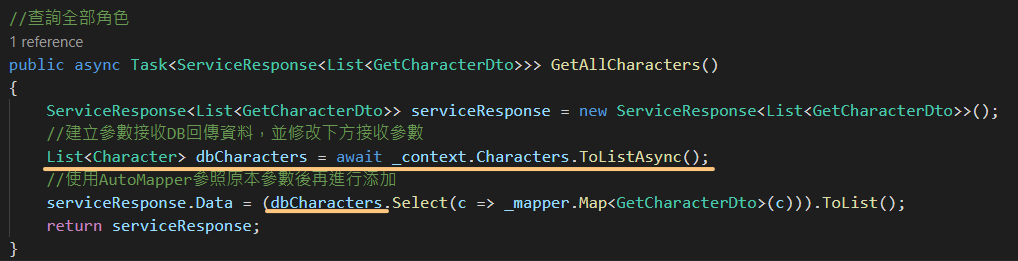 //查詢全部角色
1 reference
public async Task<ServiceResponse<List<GetCharacterDto>>> GetAllCharacters()
{
ServiceResponse<List<GetCharacterDto>> serviceResponse = new ServiceResponse<List<GetCharacterDto>>();
//建立參數接收DB回傳資料，並修改下方接收參數
List<Character> dbCharacters = await _context.Characters.ToListAsync();
//使用AutoMapper參照原本參數後再進行添加
serviceResponse.Data = (dbCharacters.Select(c => _mapper.Map<GetCharacterDto>(c))).ToList();
return serviceResponse;
}